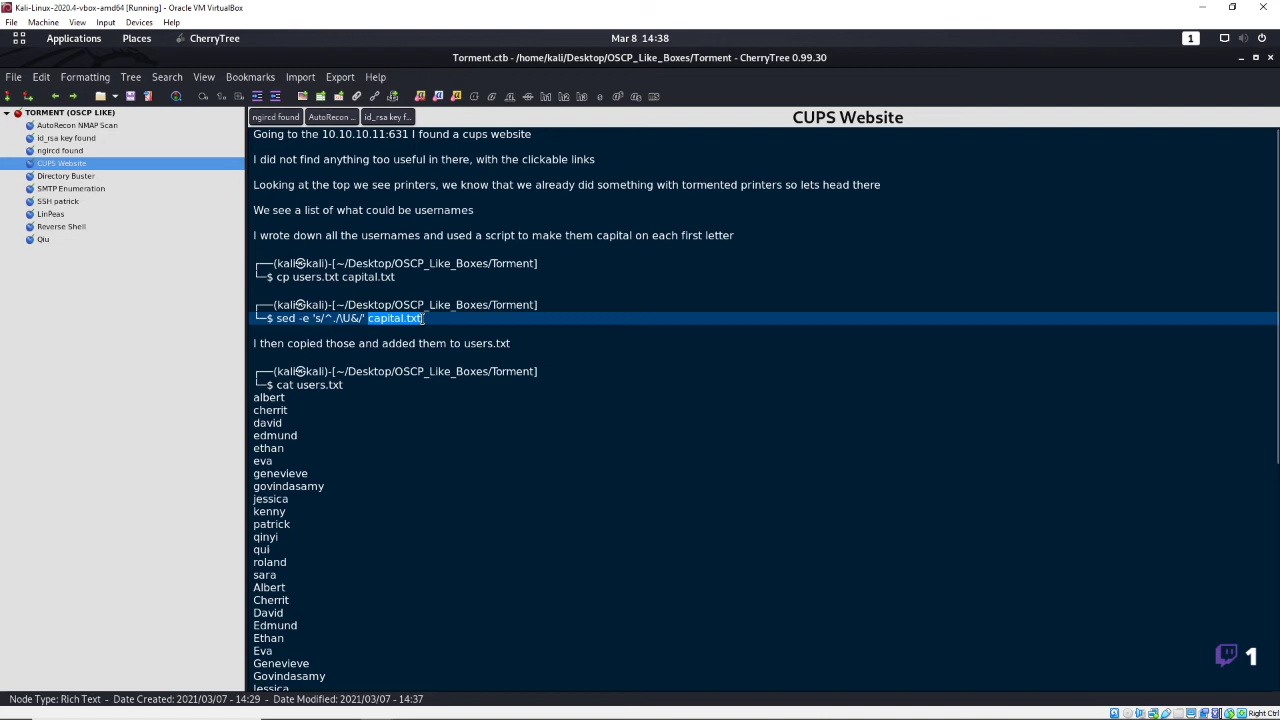 Kali-Linux-2020.4-vbox-amd64 [Running] - Oracle VM VirtualBox
File Machine View Input Devices Help
Applications Places CherryTree Mar 8 14:38 1
Torment.ctb - /home/kali/Desktop/OSCP_Like_Boxes/Torment - CherryTree 0.99.30
File Edit Formatting Tree Search View Bookmarks Import Export Help
TORMENT (OSCP LIKE)
AutoRecon NMAP Scan
id_rsa key found
ngircd found
CUPS Website
Directory Buster
SMTP Enumeration
SSH patrick
LinPeas
Reverse Shell
Qiu
ngircd found AutoRecon ... id_rsa key f... CUPS Website
Going to the 10.10.10.11:631 I found a cups website
I did not find anything too useful in there, with the clickable links
Looking at the top we see printers, we know that we already did something with tormented printers so lets head there
We see a list of what could be usernames
I wrote down all the usernames and used a script to make them capital on each first letter
┌──(kali㉿kali)-[~/Desktop/OSCP_Like_Boxes/Torment]
└─$ cp users.txt capital.txt
┌──(kali㉿kali)-[~/Desktop/OSCP_Like_Boxes/Torment]
└─$ sed -e 's/^./\U&/' capital.txt
I then copied those and added them to users.txt
┌──(kali㉿kali)-[~/Desktop/OSCP_Like_Boxes/Torment]
└─$ cat users.txt
albert
cherrit
david
edmund
ethan
eva
genevieve
govindasamy
jessica
kenny
patrick
qinyi
qui
roland
sara
Albert
Cherrit
David
Edmund
Ethan
Eva
Genevieve
Govindasamy
Jessica
1
Node Type: Rich Text - Date Created: 2021/03/07 - 14:29 - Date Modified: 2021/03/07 - 14:37
Right Ctrl